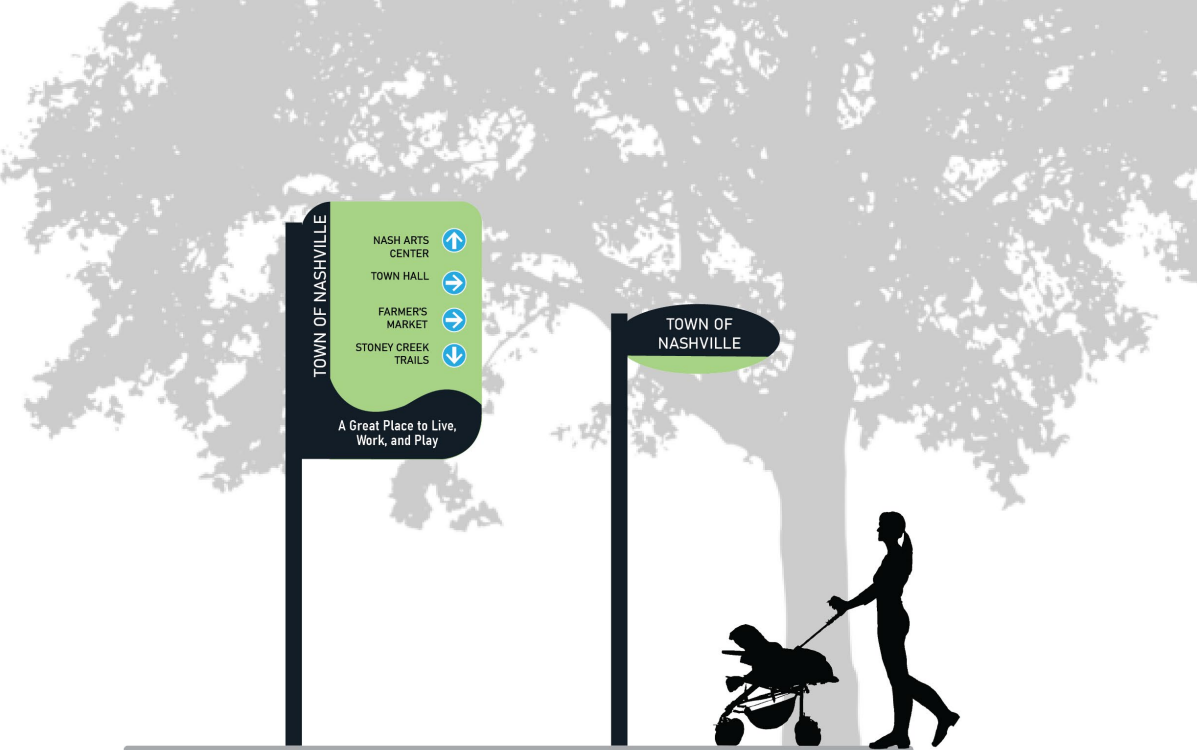 TOWN OF NASHVILLE
NASH ARTS
CENTER
TOWN HALL
FARMER'S
MARKET
STONEY CREEK
TRAILS
A Great Place to Live,
Work, and Play
TOWN OF
NASHVILLE